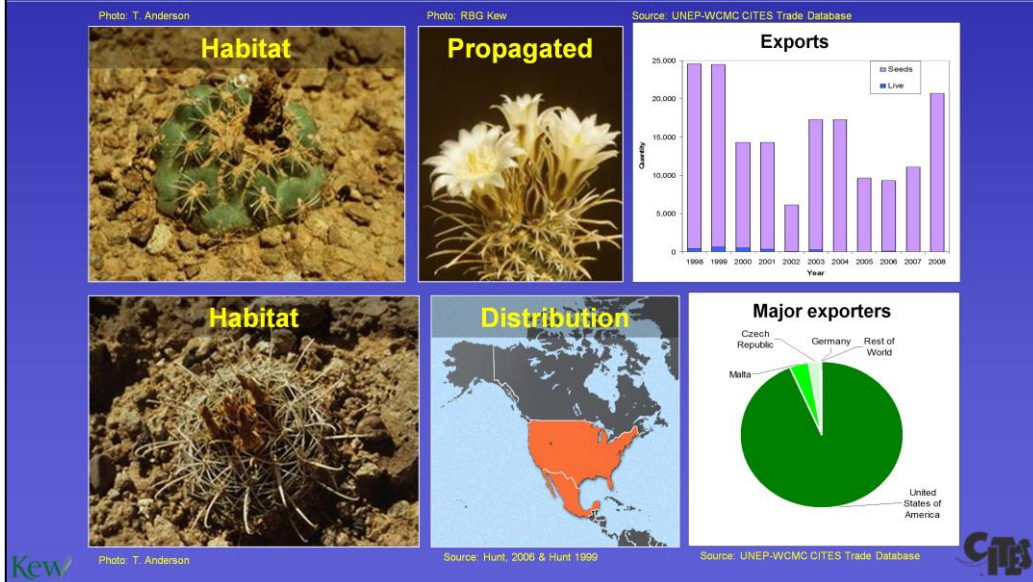 Photo: T. Anderson
Photo: RBG Kew
Source: UNEP-WCMC CITES Trade Database
Habitat
Propagated
Exports
25,000
20,000
15,000
10,000
5,000
0
Quantity
Seeds
Live
1998 1999 2000 2001 2002 2003 2004 2005 2006 2007 2008
Year
Habitat
Distribution
Major exporters
Czech
Republic
Germany
Rest of
World
Malta
United
States of
America
Kew
Photo: T. Anderson
Source: Hunt, 2006 & Hunt 1999
Source: UNEP-WCMC CITES Trade Database
CITES